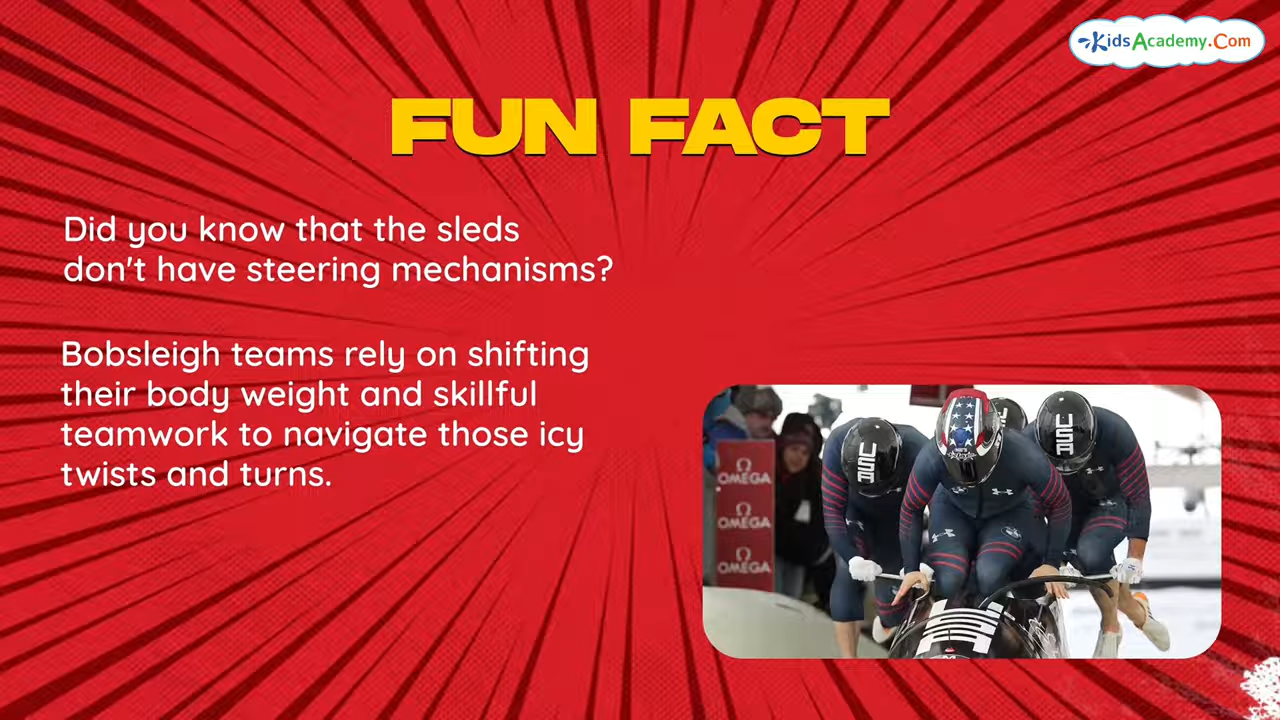 KidsAcademy.Com
FUN FACT
Did you know that the sleds
don't have steering mechanisms?
Bobsleigh teams rely on shifting
their body weight and skillful
teamwork to navigate those icy
twists and turns.
USA
USA
Ω OMEGA
Ω OMEGA
Ω OMEGA